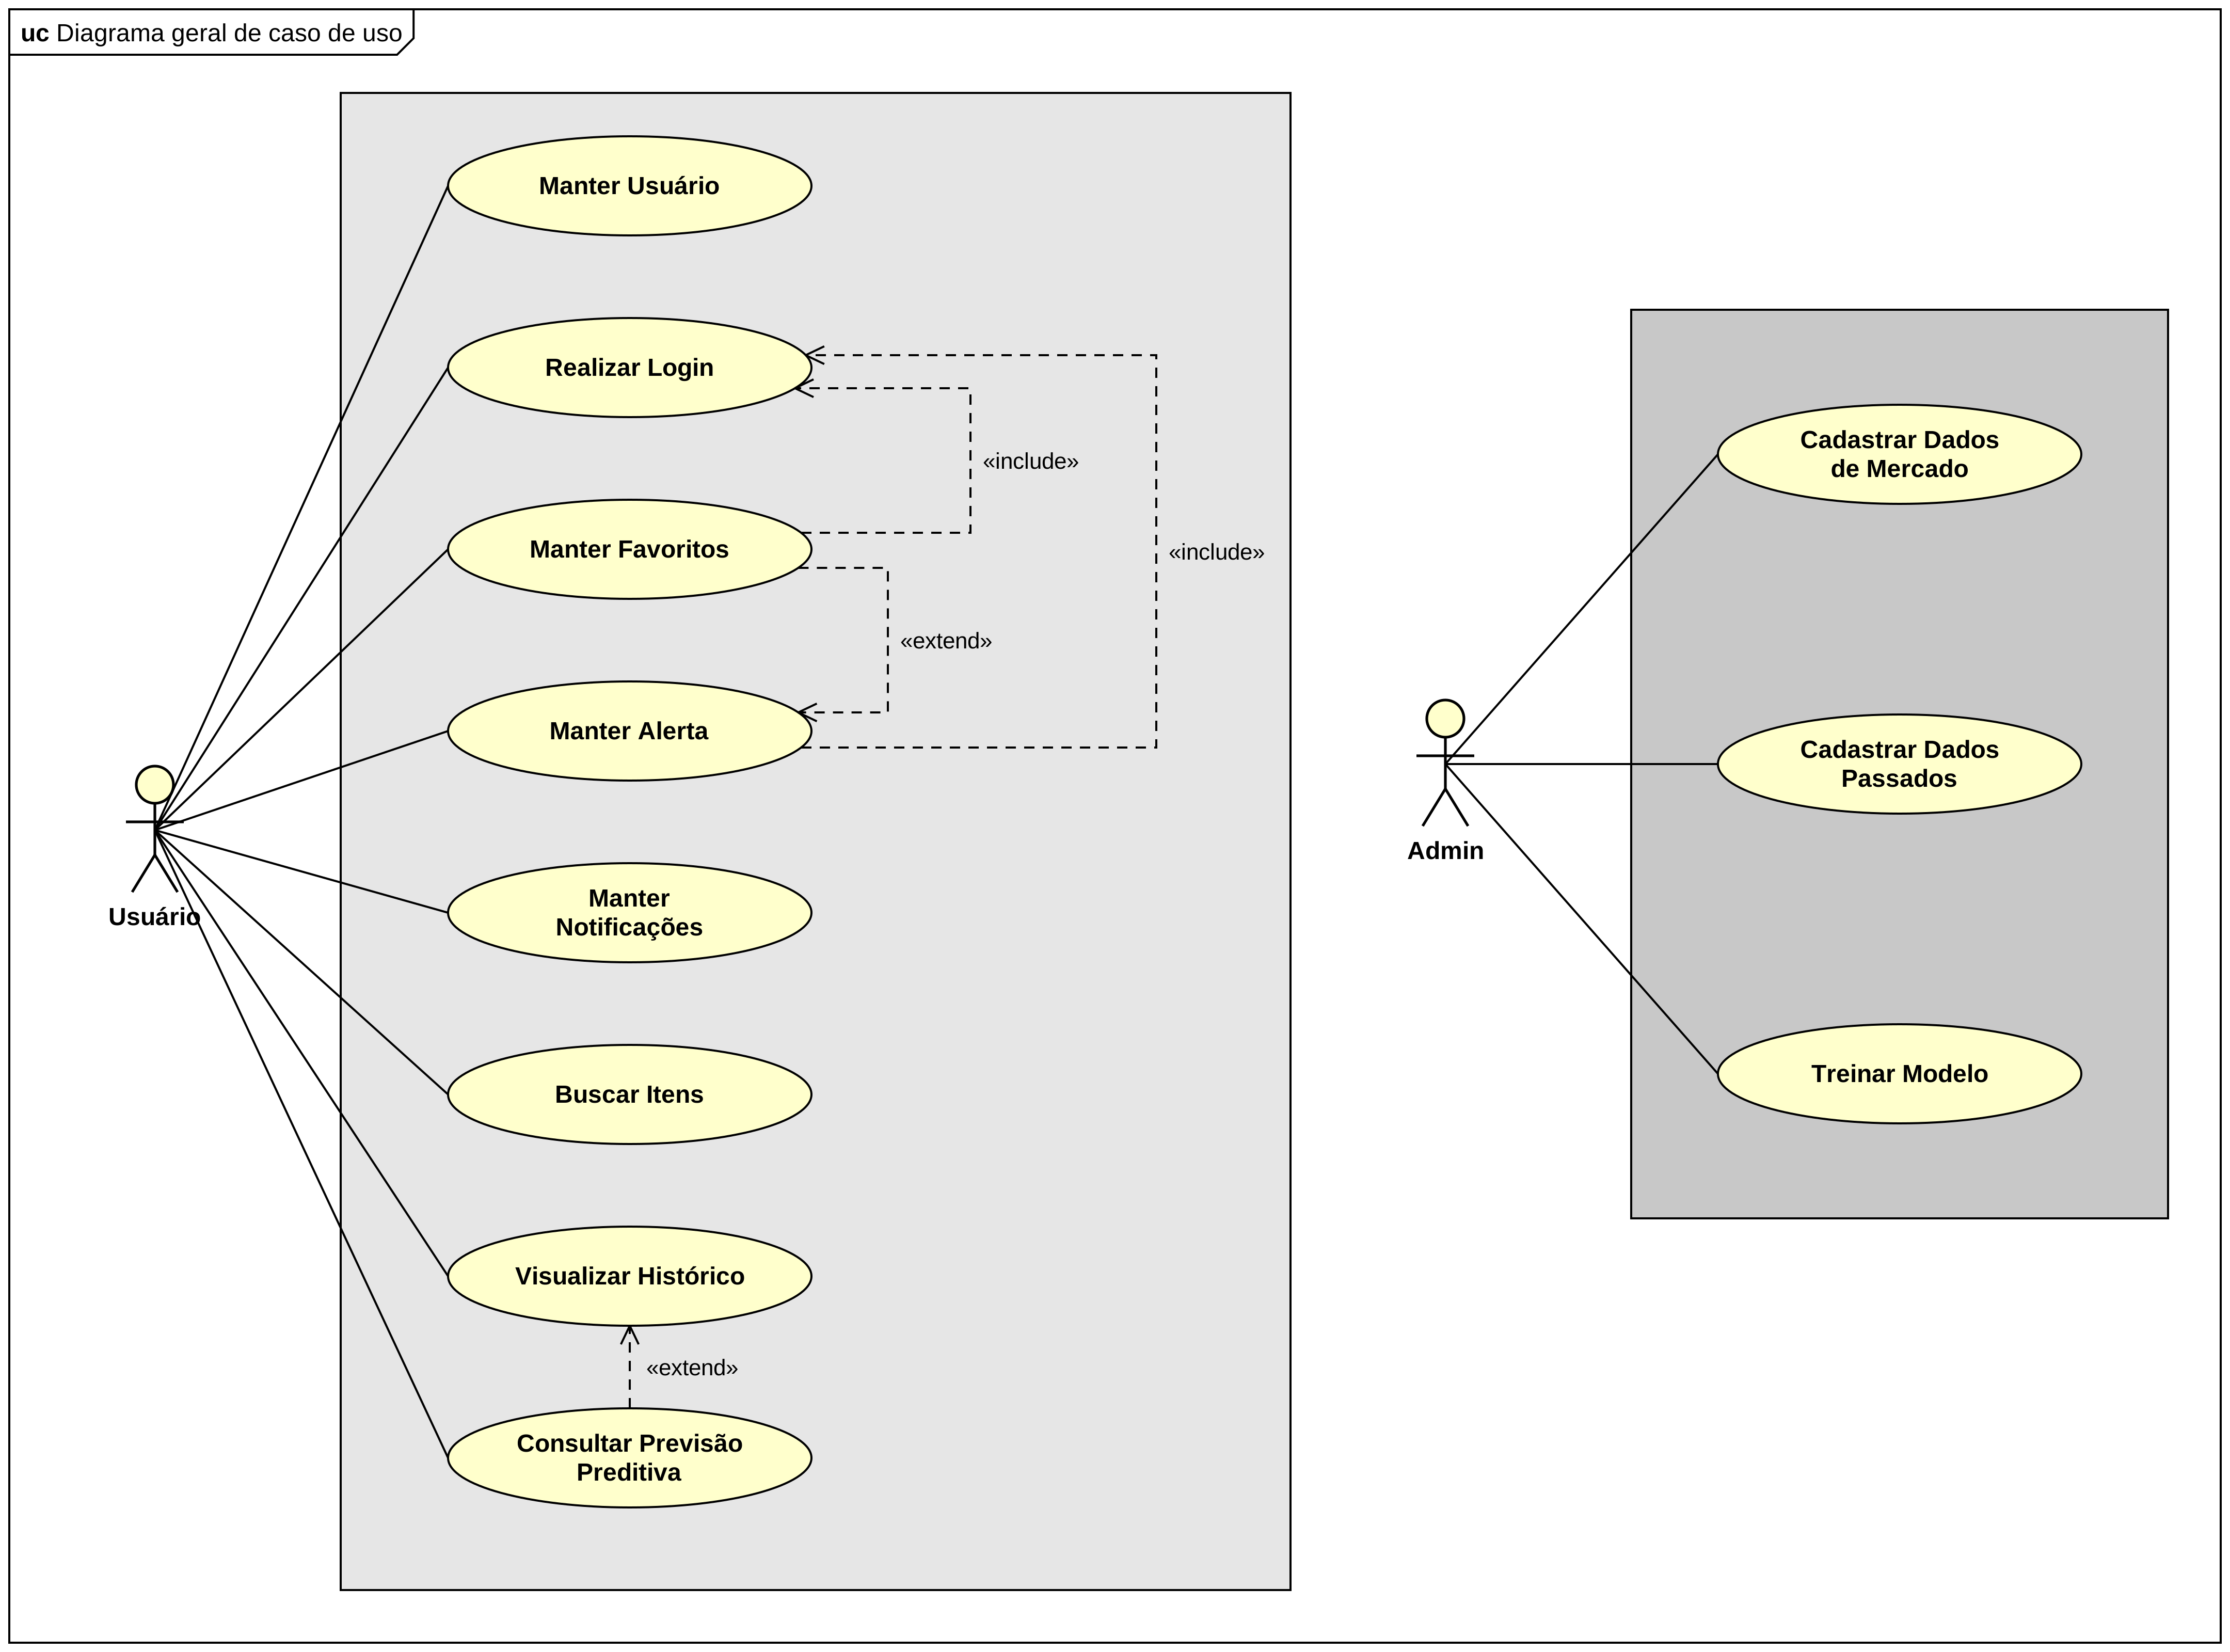 uc Diagrama geral de caso de uso
Manter Usuário
Realizar Login
«include»
Manter Favoritos
«include»
«extend»
Manter Alerta
Usuário
Manter
Notificações
Buscar Itens
Visualizar Histórico
«extend»
Consultar Previsão
Preditiva
Cadastrar Dados
de Mercado
Cadastrar Dados
Passados
Admin
Treinar Modelo